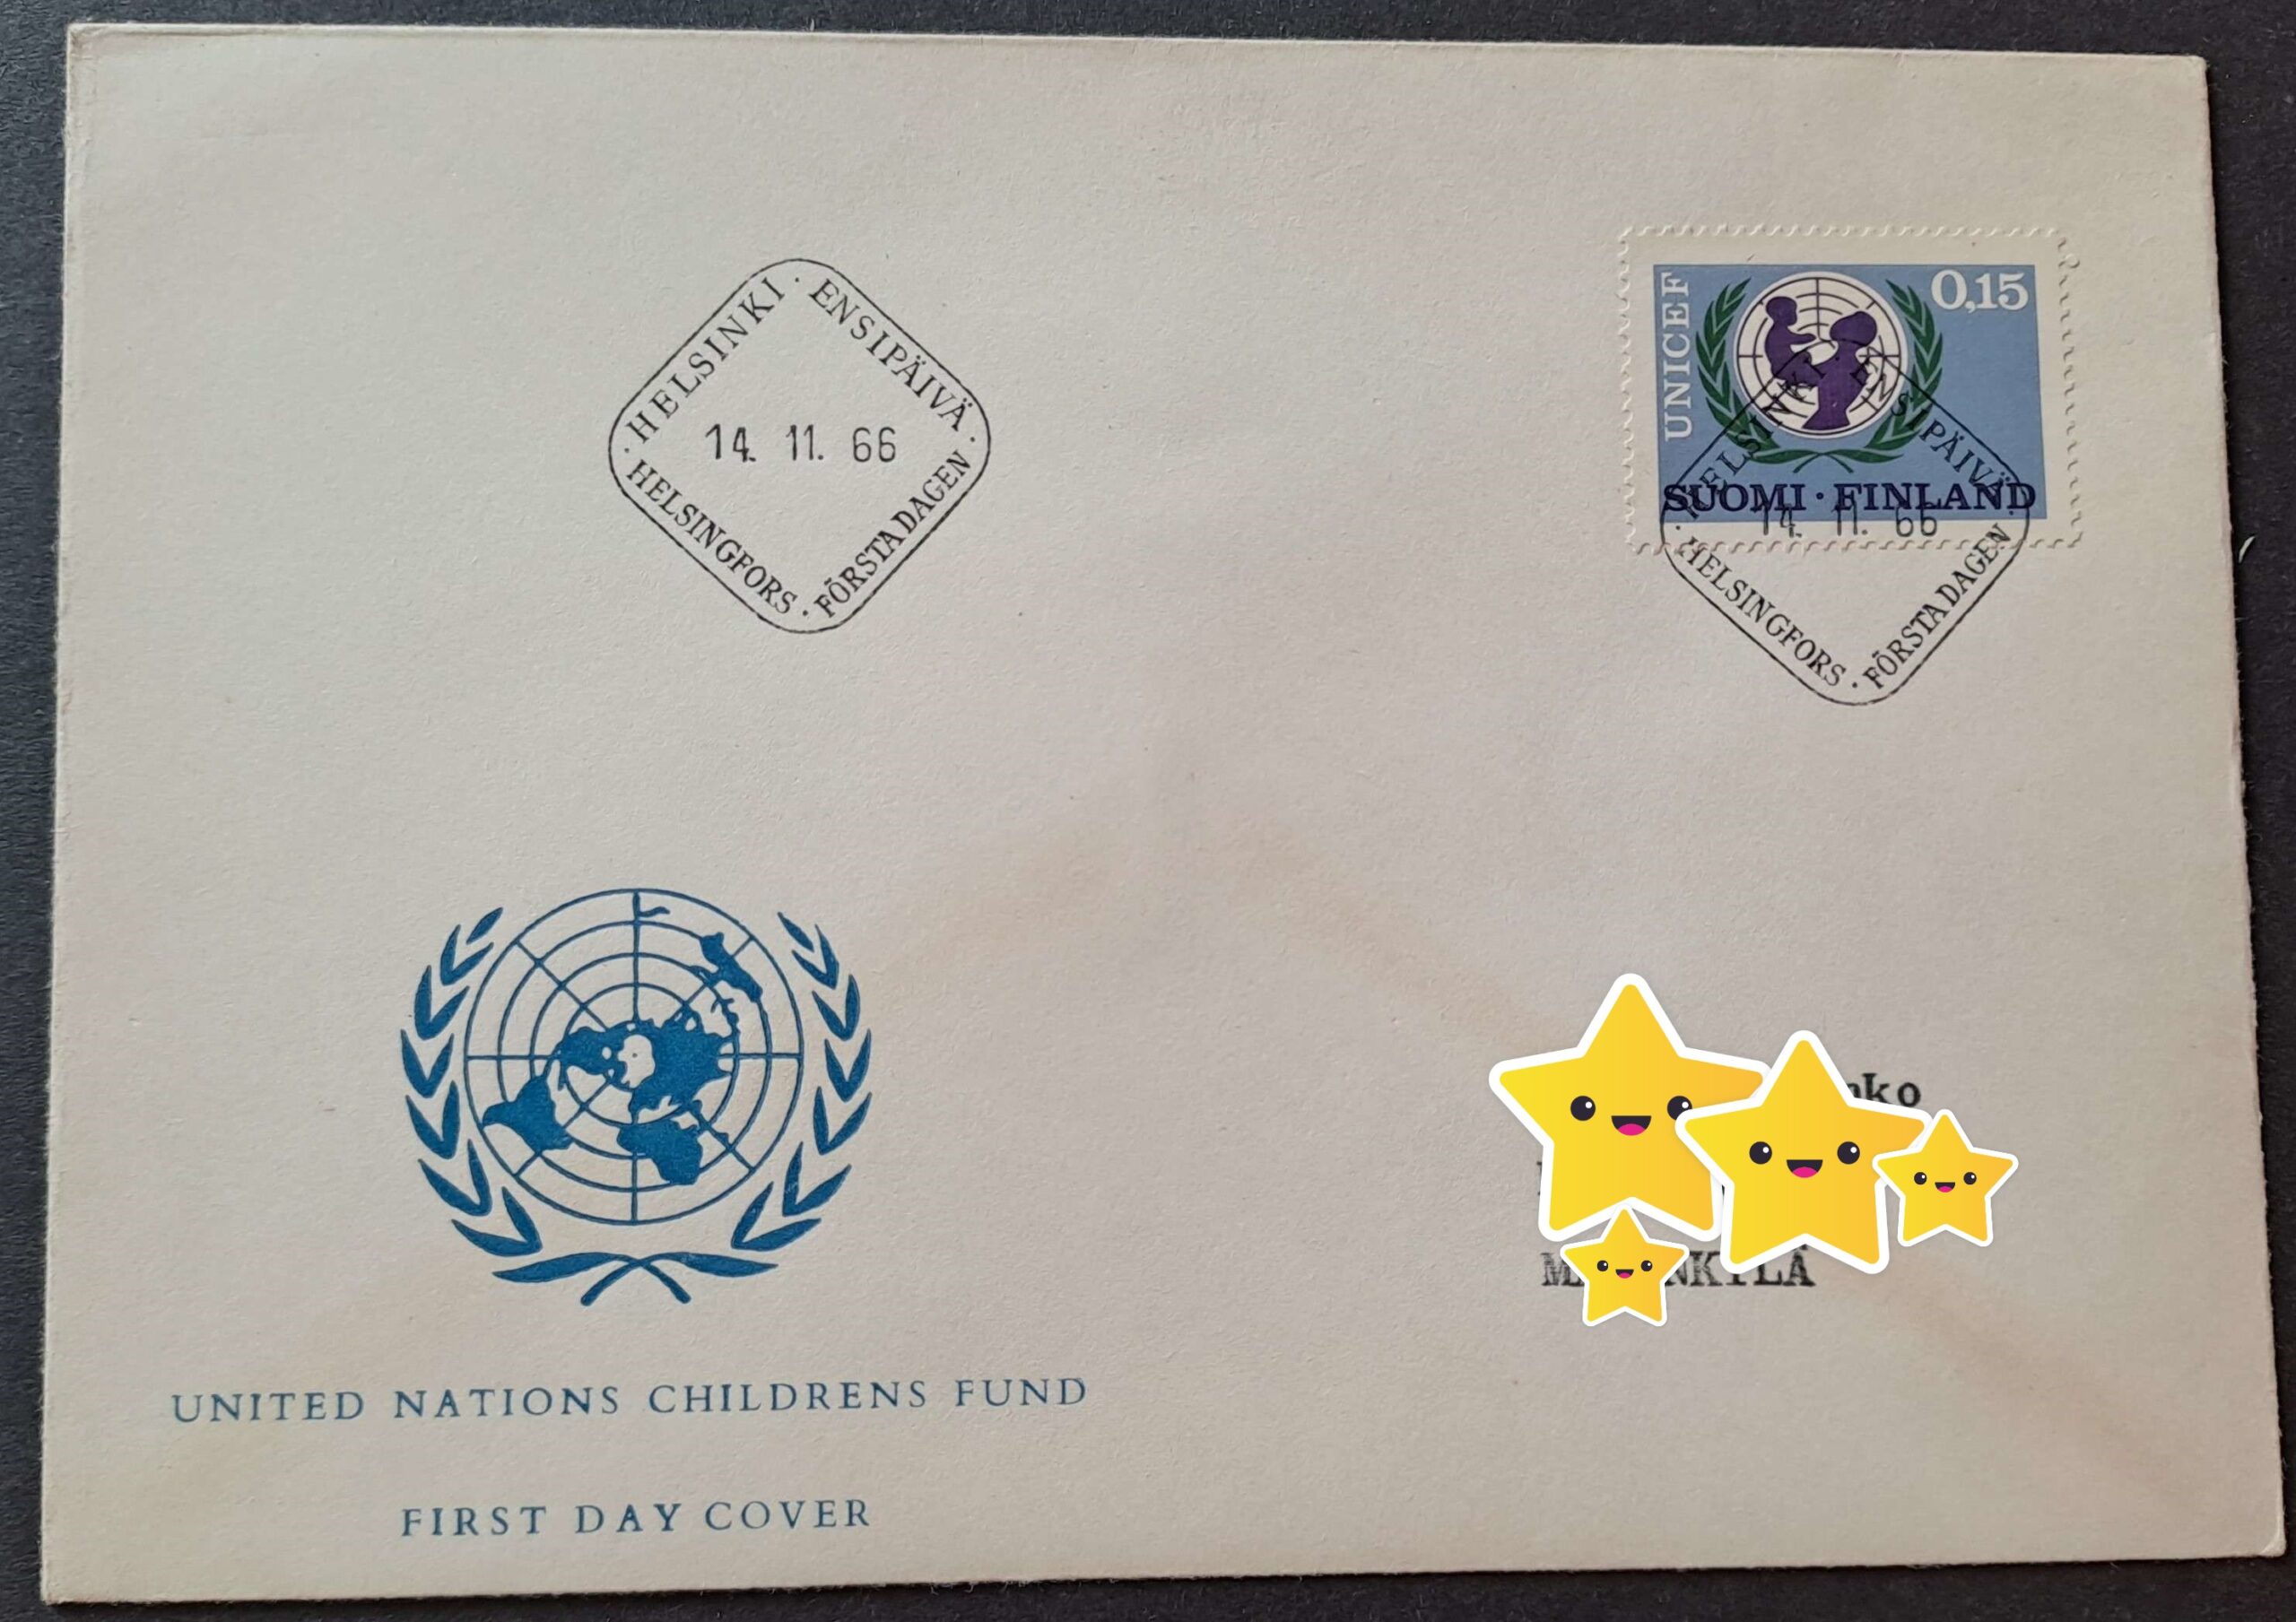 HELSINKI · ENSIPÄIVÄ ·
14. 11. 66
· HELSINGFORS · FÖRSTA DAGEN
UNICEF
0,15
SUOMI · FINLAND
HELSINKI · ENSIPÄIVÄ ·
14. 11. 66
· HELSINGFORS · FÖRSTA DAGEN
UNITED NATIONS CHILDRENS FUND
FIRST DAY COVER